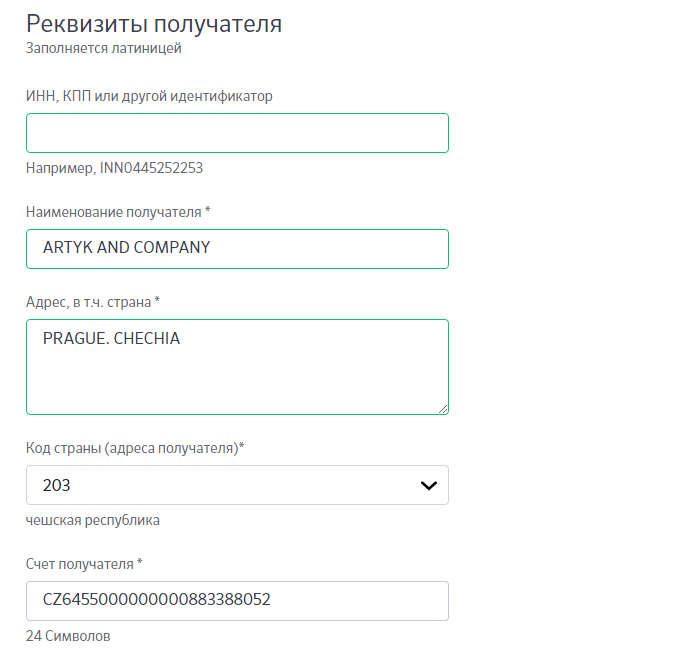 Реквизиты получателя
Заполняется латиницей
ИНН, КПП или другой идентификатор
Например, INN0445252253
Наименование получателя *
ARTYK AND COMPANY
Адрес, в т.ч. страна *
PRAGUE. CHECHIA
Код страны (адреса получателя)*
203
чешская республика
Счет получателя *
CZ6455000000000883388052
24 Символов